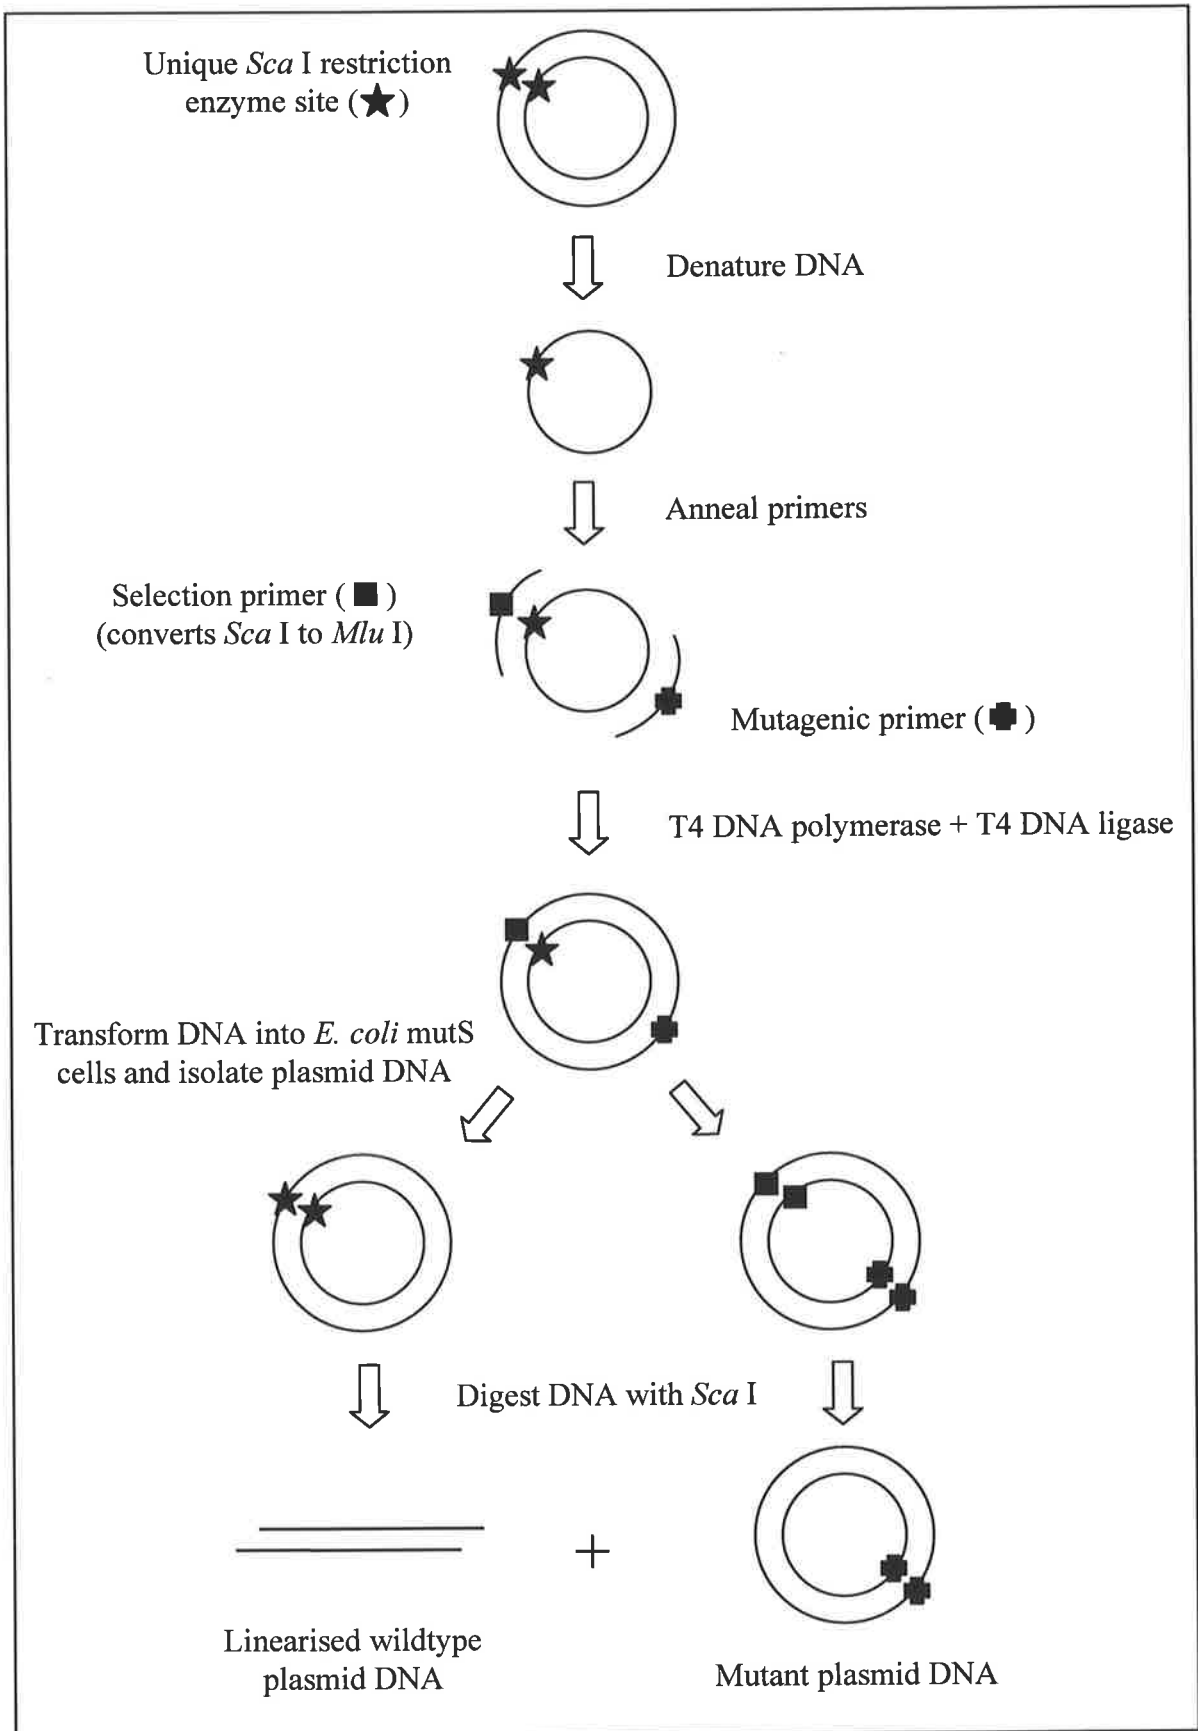 Unique Sca I restriction
enzyme site (★)
Denature DNA
Anneal primers
Selection primer (■)
(converts Sca I to Mlu I)
Mutagenic primer (✚)
T4 DNA polymerase + T4 DNA ligase
Transform DNA into E. coli mutS
cells and isolate plasmid DNA
Digest DNA with Sca I
+
Linearised wildtype
plasmid DNA
Mutant plasmid DNA